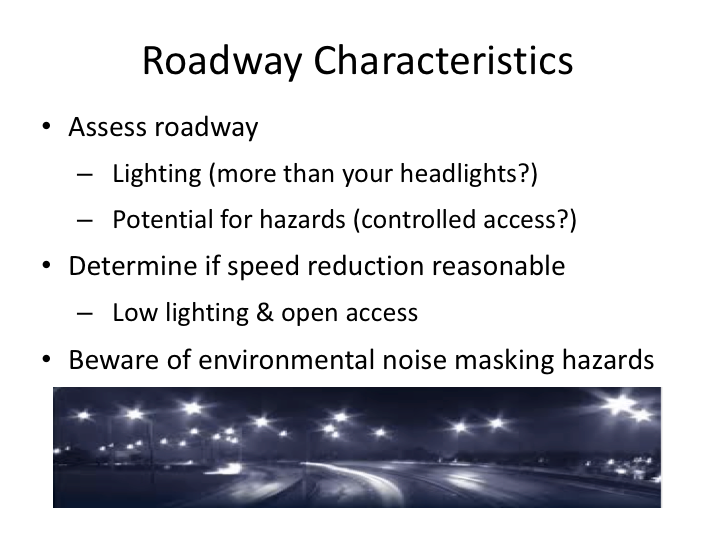 Roadway Characteristics
• Assess roadway
– Lighting (more than your headlights?)
– Potential for hazards (controlled access?)
• Determine if speed reduction reasonable
– Low lighting & open access
• Beware of environmental noise masking hazards